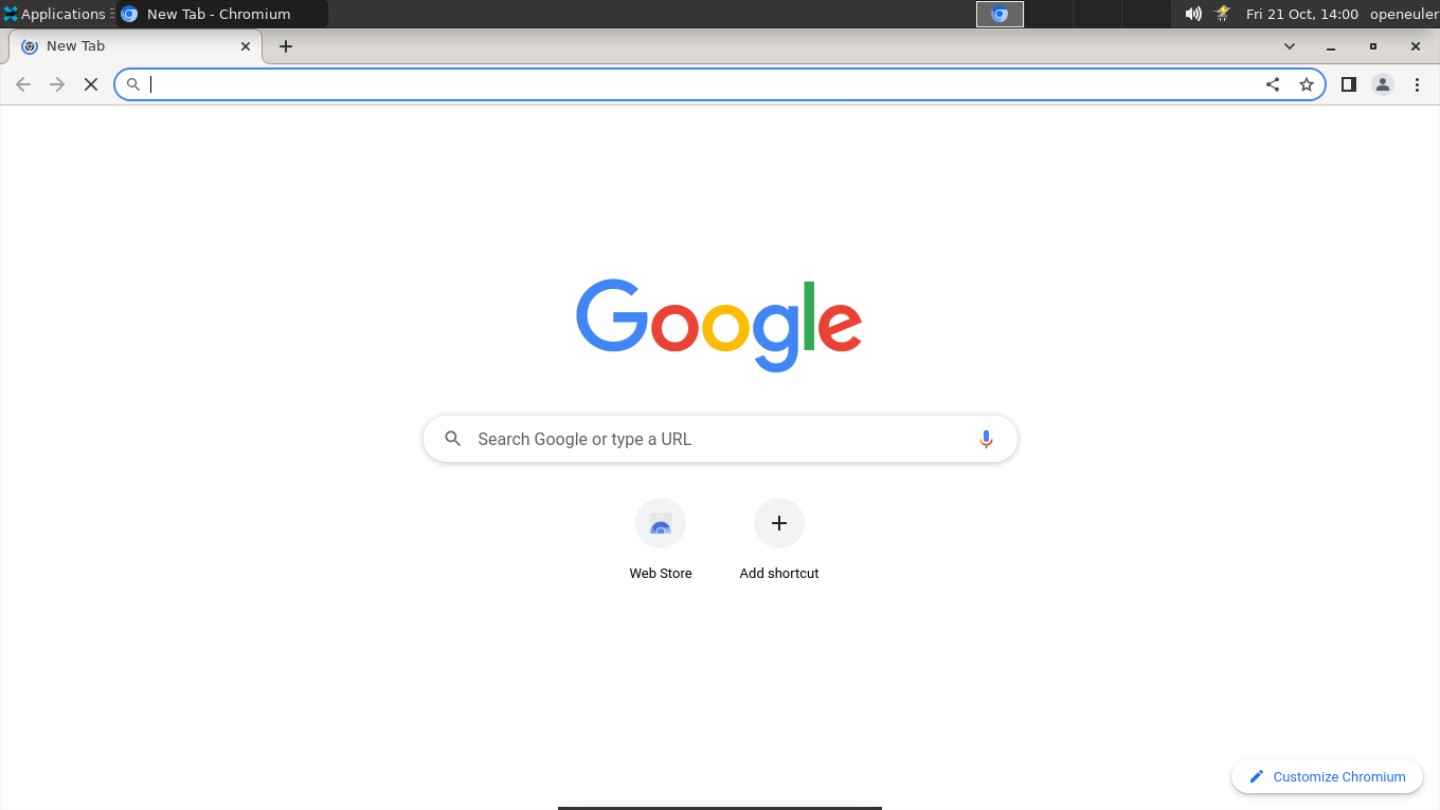 Applications New Tab - Chromium Fri 21 Oct, 14:00 openeuler
New Tab
Google
Search Google or type a URL
Web Store Add shortcut
Customize Chromium